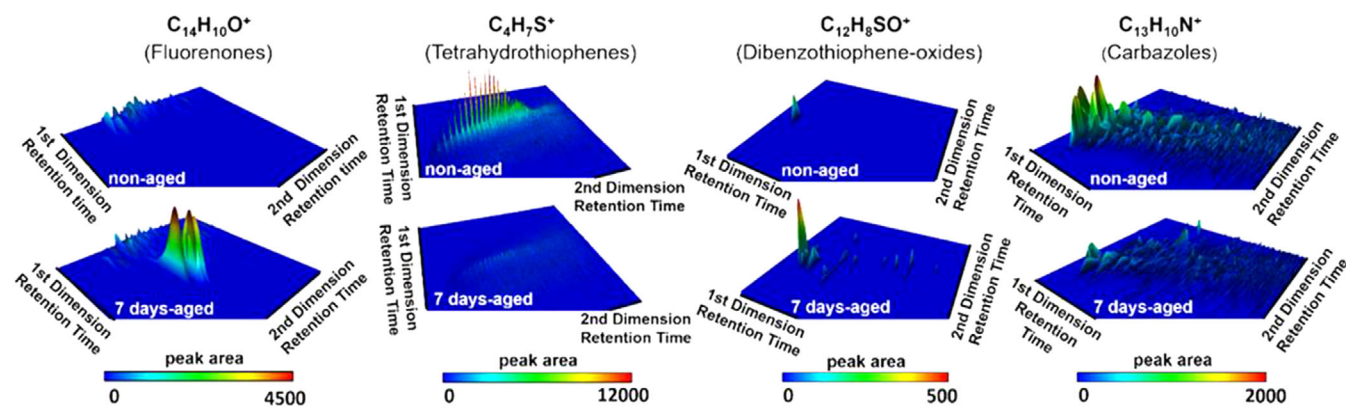 C₁₄H₁₀O⁺
(Fluorenones)
1st Dimension
Retention time
non-aged
2nd Dimension
Retention time
1st Dimension
Retention Time
7 days-aged
2nd Dimension
Retention Time
peak area
0 4500
C₄H₇S⁺
(Tetrahydrothiophenes)
1st Dimension
Retention Time
non-aged
2nd Dimension
Retention Time
1st Dimension
Retention Time
7 days-aged
2nd Dimension
Retention Time
peak area
0 12000
C₁₂H₈SO⁺
(Dibenzothiophene-oxides)
1st Dimension
Retention Time
non-aged
2nd Dimension
Retention Time
1st Dimension
Retention Time
7 days-aged
2nd Dimension
Retention Time
peak area
0 500
C₁₃H₁₀N⁺
(Carbazoles)
1st Dimension
Retention
Time
non-aged
2nd Dimension
Retention Time
1st Dimension
Retention
Time
7 days-aged
2nd Dimension
Retention Time
peak area
0 2000